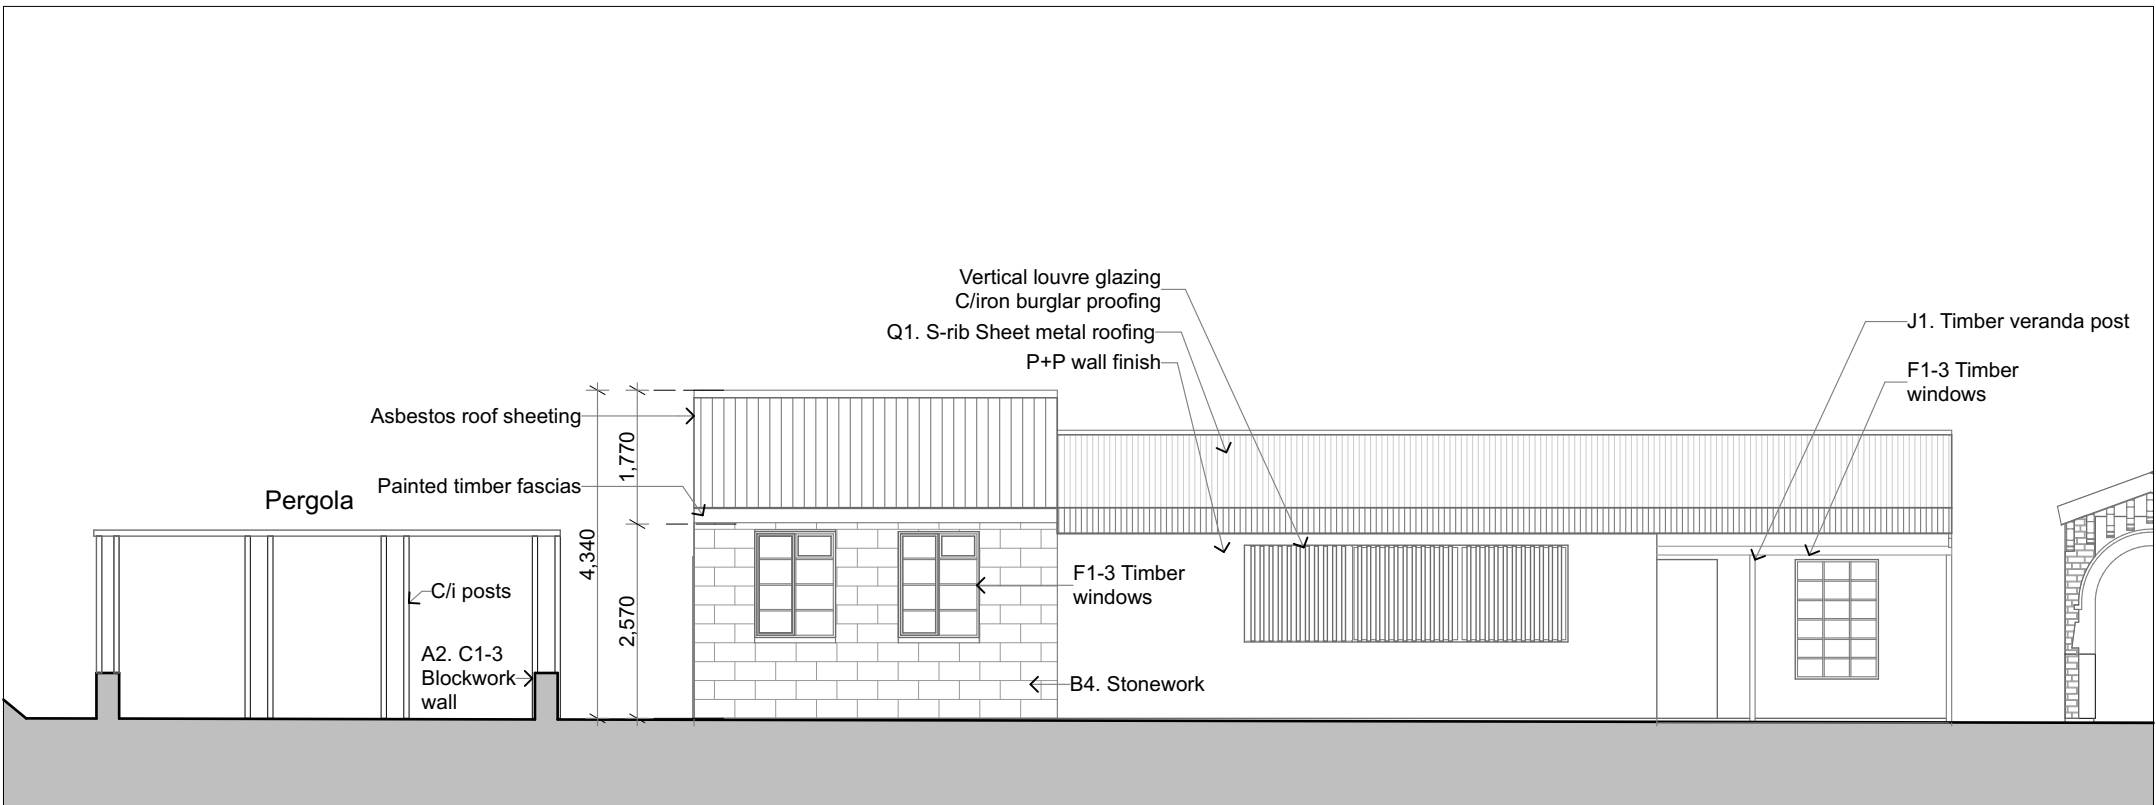 Vertical louvre glazing
C/iron burglar proofing
Q1. S-rib Sheet metal roofing
P+P wall finish
J1. Timber veranda post
F1-3 Timber
windows
Asbestos roof sheeting
1,770
Painted timber fascias
Pergola
4,340
2,570
C/i posts
F1-3 Timber
windows
A2. C1-3
Blockwork
wall
B4. Stonework